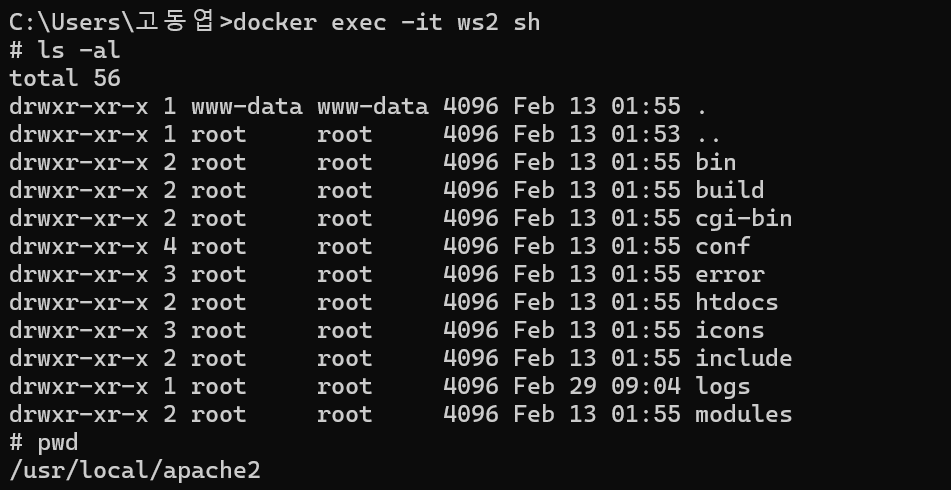 C:\Users\고동엽>docker exec -it ws2 sh
# ls -al
total 56
drwxr-xr-x 1 www-data www-data 4096 Feb 13 01:55 .
drwxr-xr-x 1 root     root     4096 Feb 13 01:53 ..
drwxr-xr-x 2 root     root     4096 Feb 13 01:55 bin
drwxr-xr-x 2 root     root     4096 Feb 13 01:55 build
drwxr-xr-x 2 root     root     4096 Feb 13 01:55 cgi-bin
drwxr-xr-x 4 root     root     4096 Feb 13 01:55 conf
drwxr-xr-x 3 root     root     4096 Feb 13 01:55 error
drwxr-xr-x 2 root     root     4096 Feb 13 01:55 htdocs
drwxr-xr-x 3 root     root     4096 Feb 13 01:55 icons
drwxr-xr-x 2 root     root     4096 Feb 13 01:55 include
drwxr-xr-x 1 root     root     4096 Feb 29 09:04 logs
drwxr-xr-x 2 root     root     4096 Feb 13 01:55 modules
# pwd
/usr/local/apache2